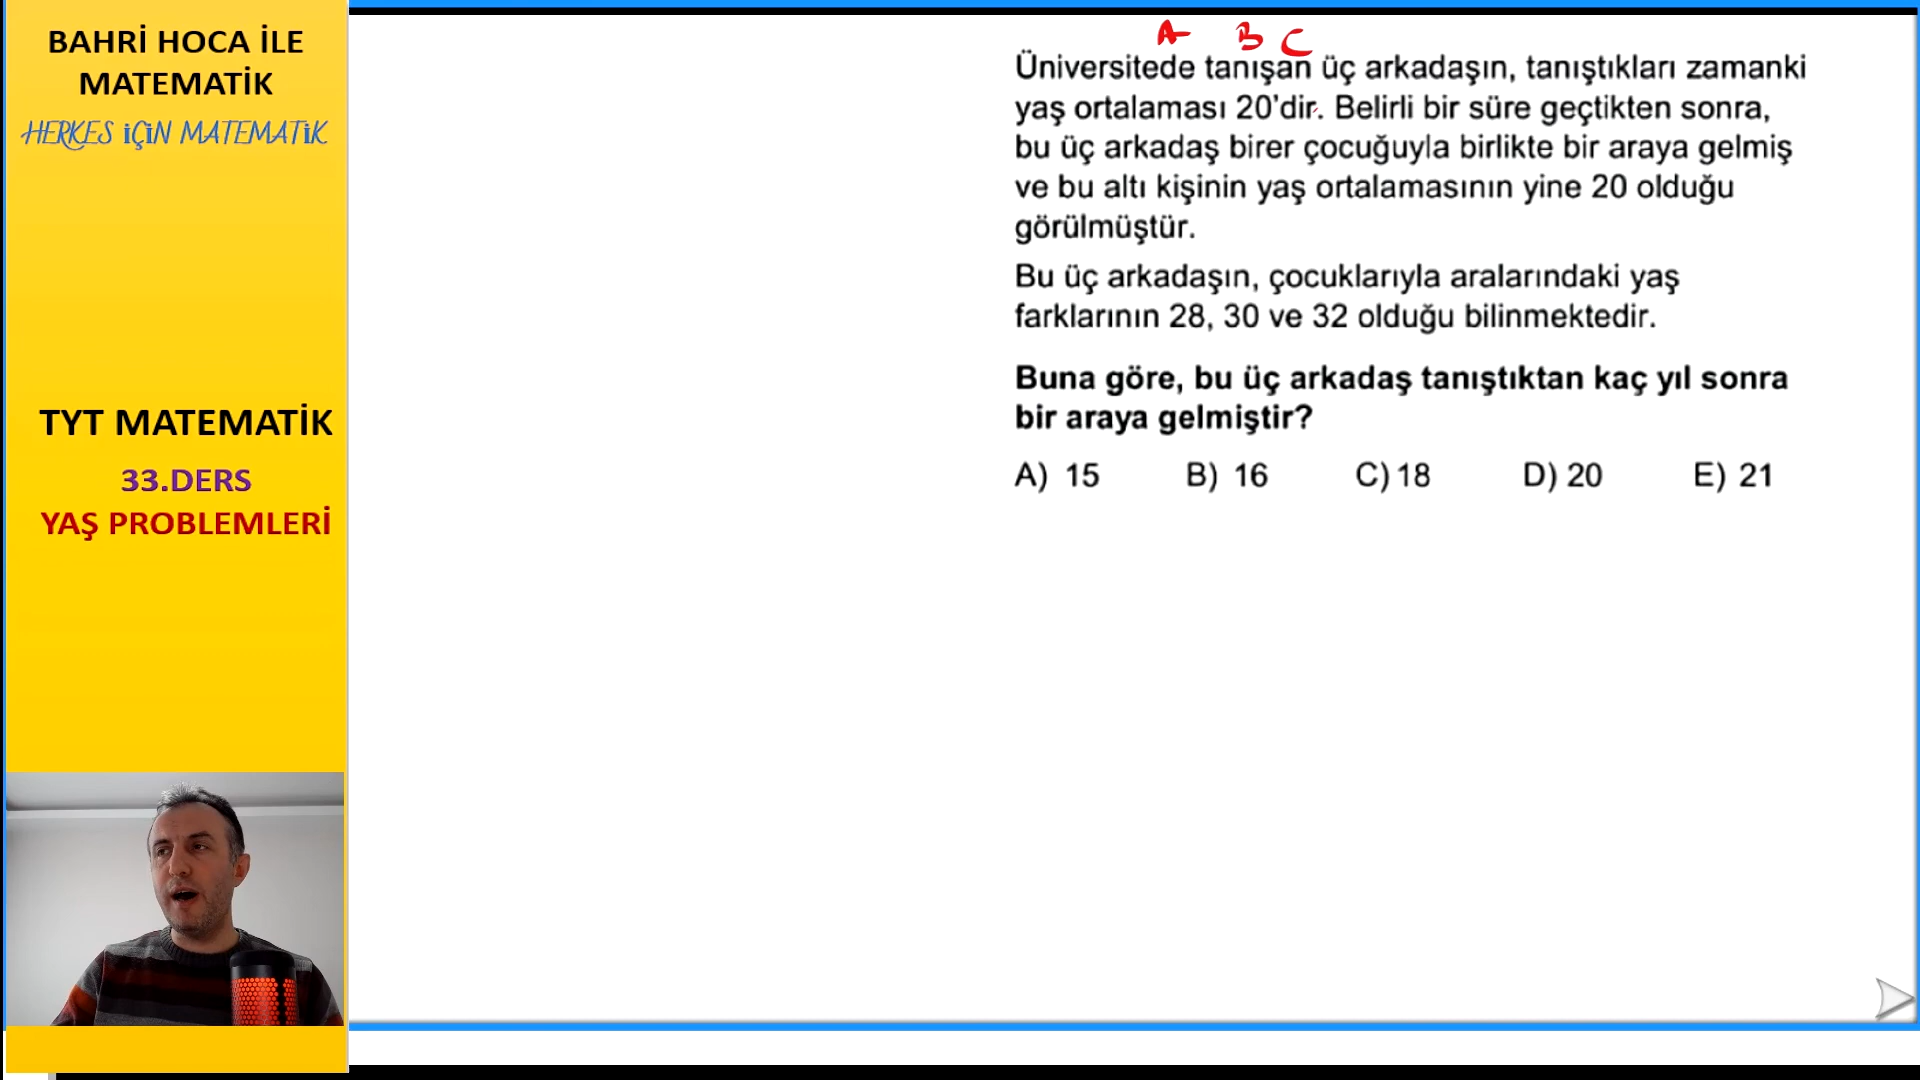 BAHRİ HOCA İLE
MATEMATİK
HERKES İÇİN MATEMATİK
TYT MATEMATİK
33.DERS
YAŞ PROBLEMLERİ
A B C
Üniversitede tanışan üç arkadaşın, tanıştıkları zamanki
yaş ortalaması 20’dir. Belirli bir süre geçtikten sonra,
bu üç arkadaş birer çocuğuyla birlikte bir araya gelmiş
ve bu altı kişinin yaş ortalamasının yine 20 olduğu
görülmüştür.
Bu üç arkadaşın, çocuklarıyla aralarındaki yaş
farklarının 28, 30 ve 32 olduğu bilinmektedir.
Buna göre, bu üç arkadaş tanıştıktan kaç yıl sonra
bir araya gelmiştir?
A) 15 B) 16 C) 18 D) 20 E) 21